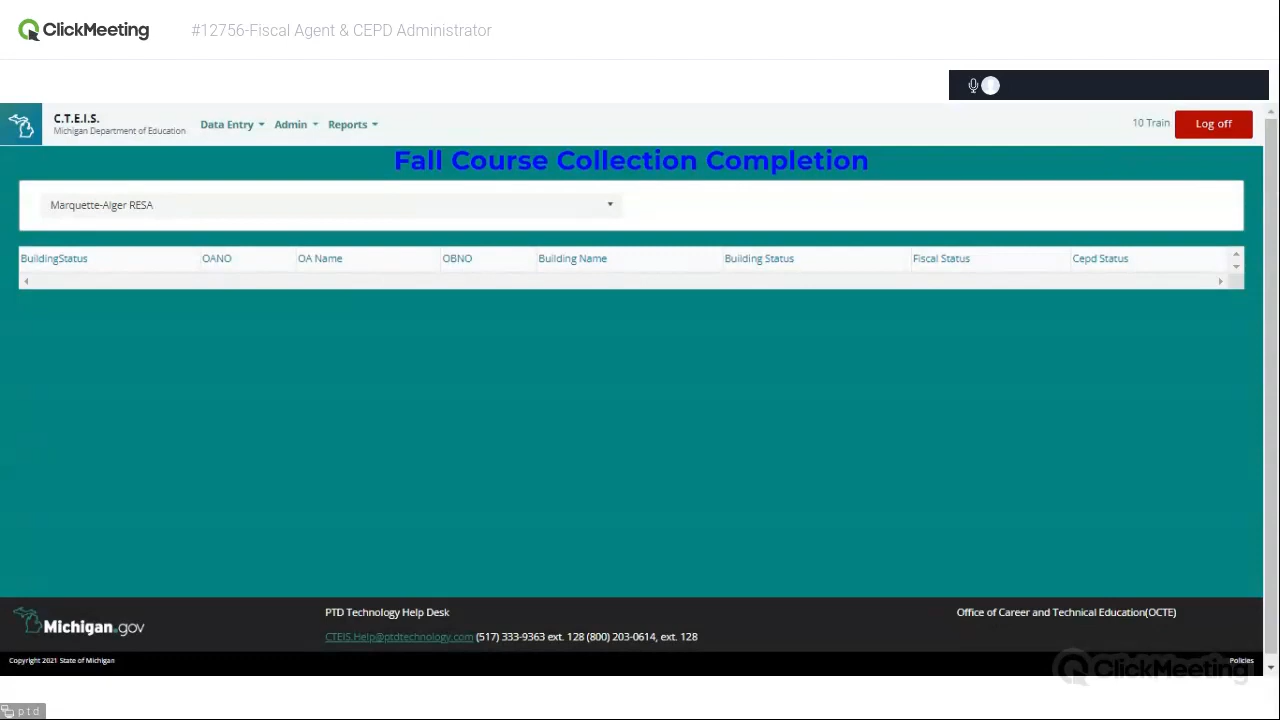 ClickMeeting #12756-Fiscal Agent & CEPD Administrator
C.T.E.I.S.
Michigan Department of Education
Data Entry Admin Reports 10 Train Log off
Fall Course Collection Completion
Marquette-Alger RESA
BuildingStatus OANO OA Name OBNO Building Name Building Status Fiscal Status Cepd Status
PTD Technology Help Desk Office of Career and Technical Education(OCTE)
Michigan.gov CTEIS.Help@ptdtechnology.com (517) 333-9363 ext. 128 (800) 203-0614, ext. 128
Copyright 2021 State of Michigan Policies
ClickMeeting
ptd